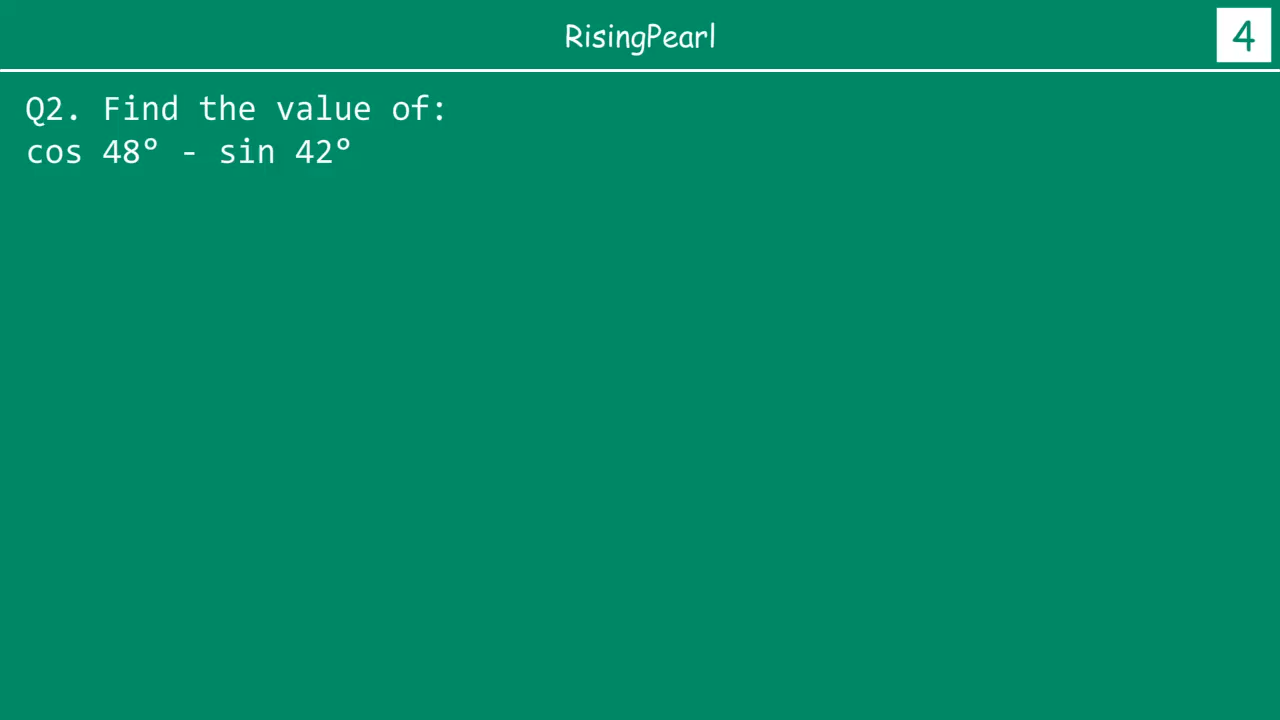 RisingPearl
4
Q2. Find the value of:
cos 48° - sin 42°